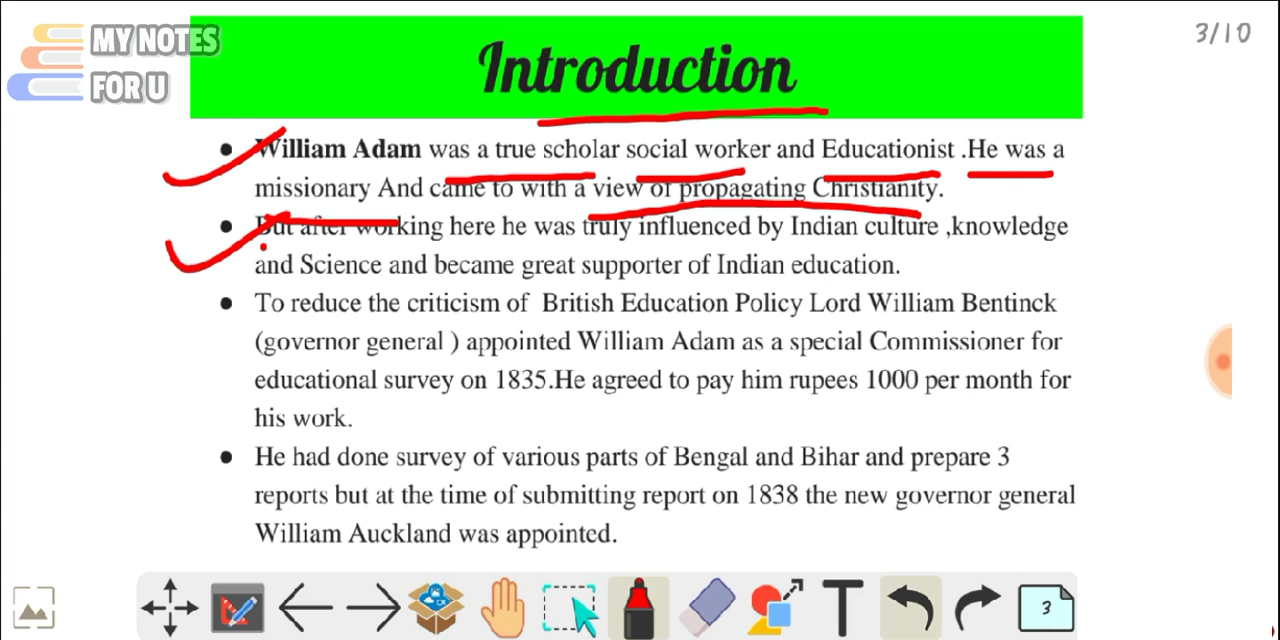 MY NOTES
FOR U
3/10
Introduction
William Adam was a true scholar social worker and Educationist .He was a
missionary And came to with a view of propagating Christianity.
But after working here he was truly influenced by Indian culture ,knowledge
and Science and became great supporter of Indian education.
To reduce the criticism of British Education Policy Lord William Bentinck
(governor general ) appointed William Adam as a special Commissioner for
educational survey on 1835.He agreed to pay him rupees 1000 per month for
his work.
He had done survey of various parts of Bengal and Bihar and prepare 3
reports but at the time of submitting report on 1838 the new governor general
William Auckland was appointed.
T
3